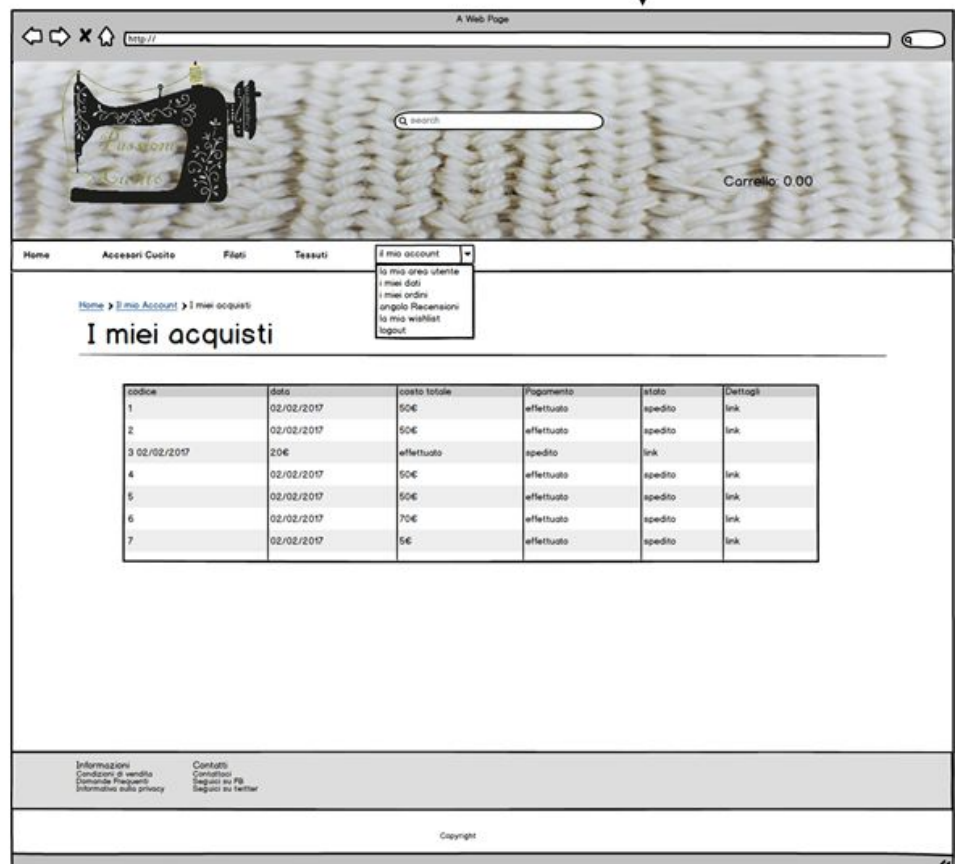 A Web Page
http://
search
Passione
Cucito
Carrello: 0.00
Home Accesori Cucito Filati Tessuti il mio account
la mia area utente
i miei dati
i miei ordini
angolo Recensioni
la mia wishlist
logout
Home > Il mio Account > I miei acquisti
I miei acquisti
codice data costo totale Pagamento stato Dettagli
1 02/02/2017 50€ effettuato spedito link
2 02/02/2017 50€ effettuato spedito link
3 02/02/2017 20€ effettuato spedito link
4 02/02/2017 50€ effettuato spedito link
5 02/02/2017 50€ effettuato spedito link
6 02/02/2017 70€ effettuato spedito link
7 02/02/2017 5€ effettuato spedito link
Informazioni Contatti
Condizioni di vendita Contattaci
Domande Frequenti Seguici su FB
Informativa sulla privacy Seguici su twitter
Copyright